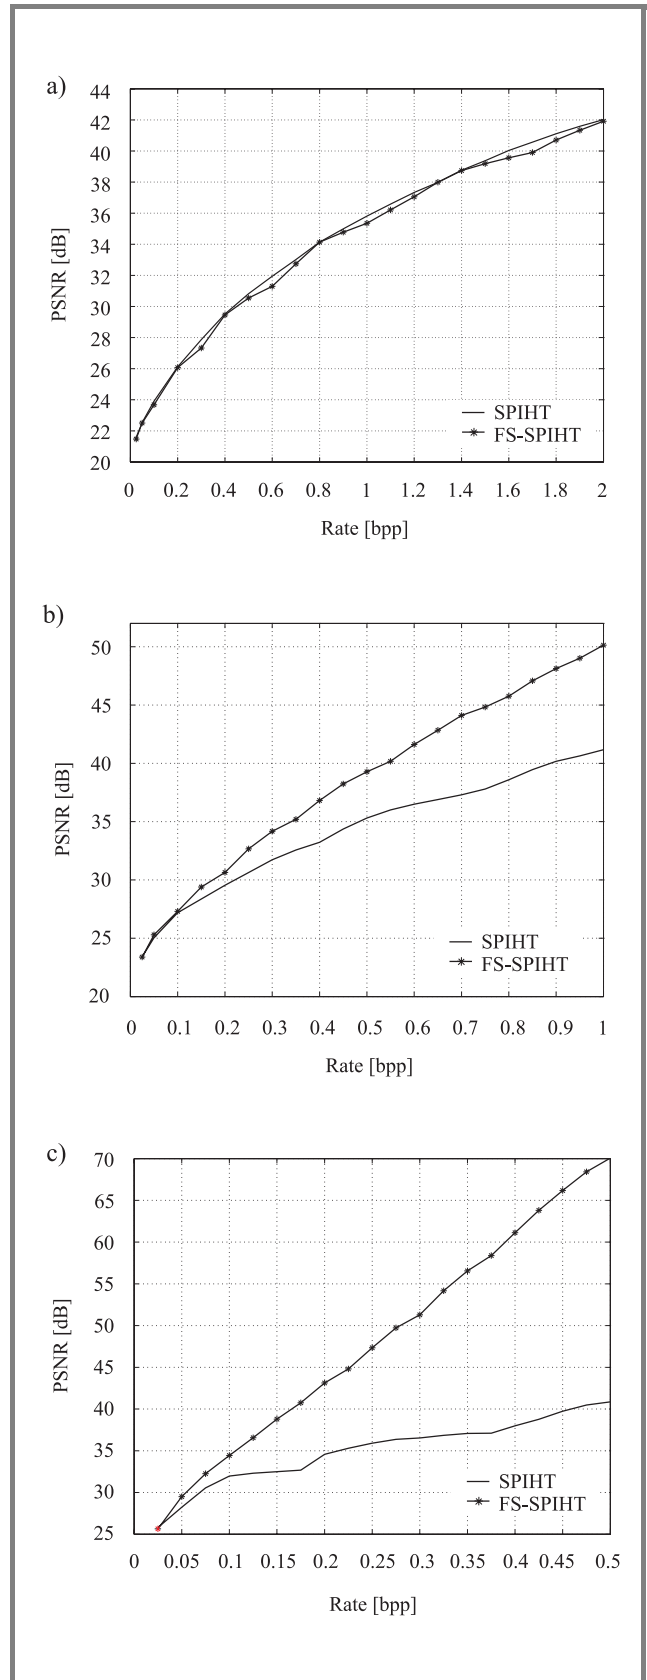 a)
44
42
40
38
36
34
32
30
28
26
24
22
20
PSNR [dB]
SPIHT
FS-SPIHT
0 0.2 0.4 0.6 0.8 1 1.2 1.4 1.6 1.8 2
Rate [bpp]
b)
50
45
40
35
30
25
20
PSNR [dB]
SPIHT
FS-SPIHT
0 0.1 0.2 0.3 0.4 0.5 0.6 0.7 0.8 0.9 1
Rate [bpp]
c)
70
65
60
55
50
45
40
35
30
25
PSNR [dB]
SPIHT
FS-SPIHT
0 0.05 0.1 0.15 0.2 0.25 0.3 0.35 0.4 0.45 0.5
Rate [bpp]